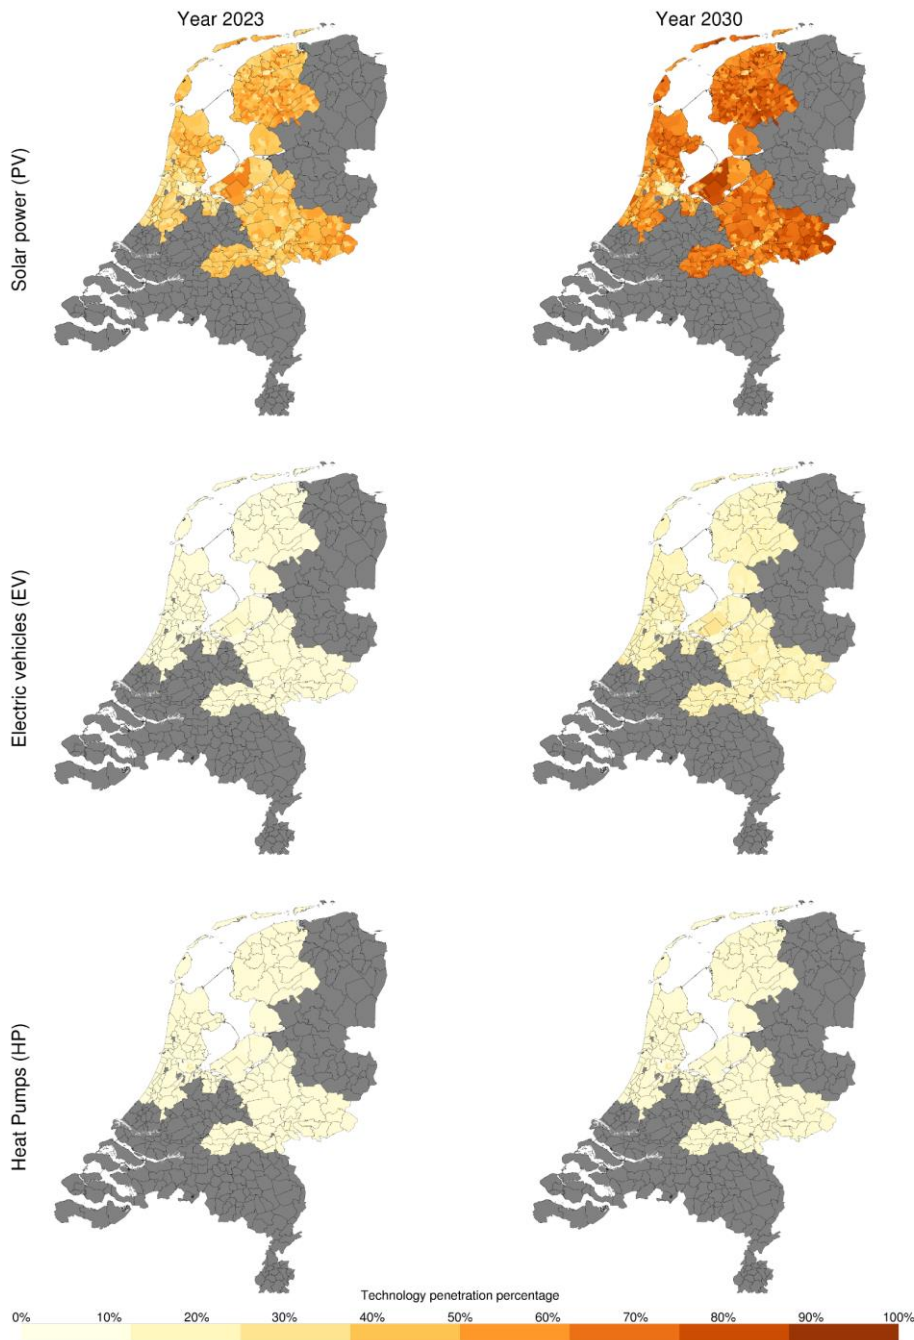 Year 2023
Year 2030
Solar power (PV)
Electric vehicles (EV)
Heat Pumps (HP)
Technology penetration percentage
0% 10% 20% 30% 40% 50% 60% 70% 80% 90% 100%